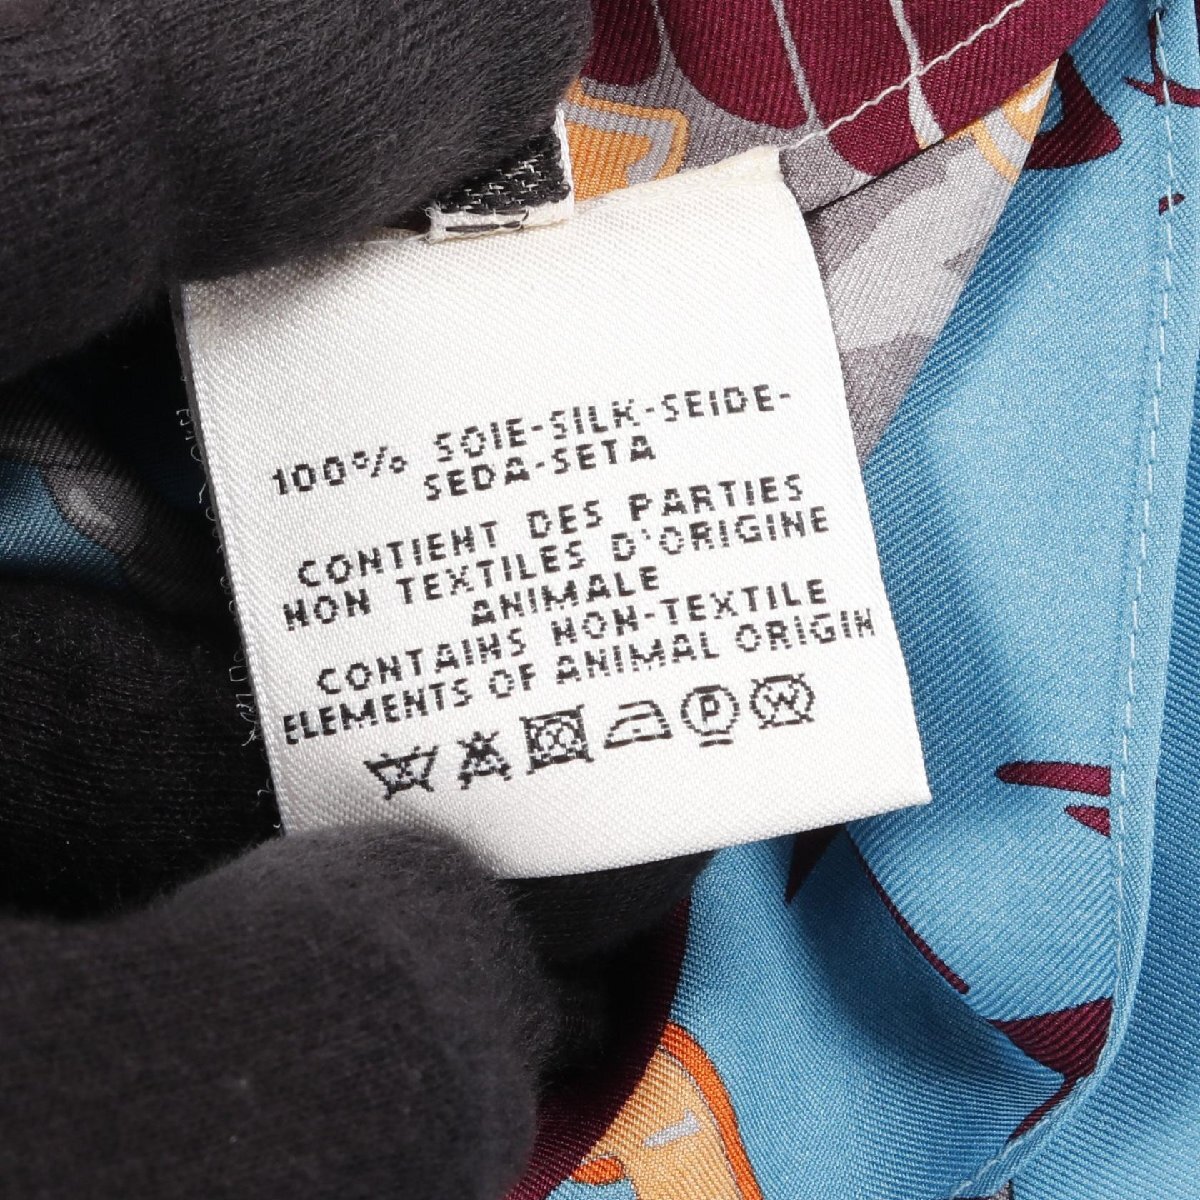 100% SOIE-SILK-SEIDE-
SEDA-SETA
CONTIENT DES PARTIES
NON TEXTILES D'ORIGINE
ANIMALE
CONTAINS NON-TEXTILE
ELEMENTS OF ANIMAL ORIGIN
P W